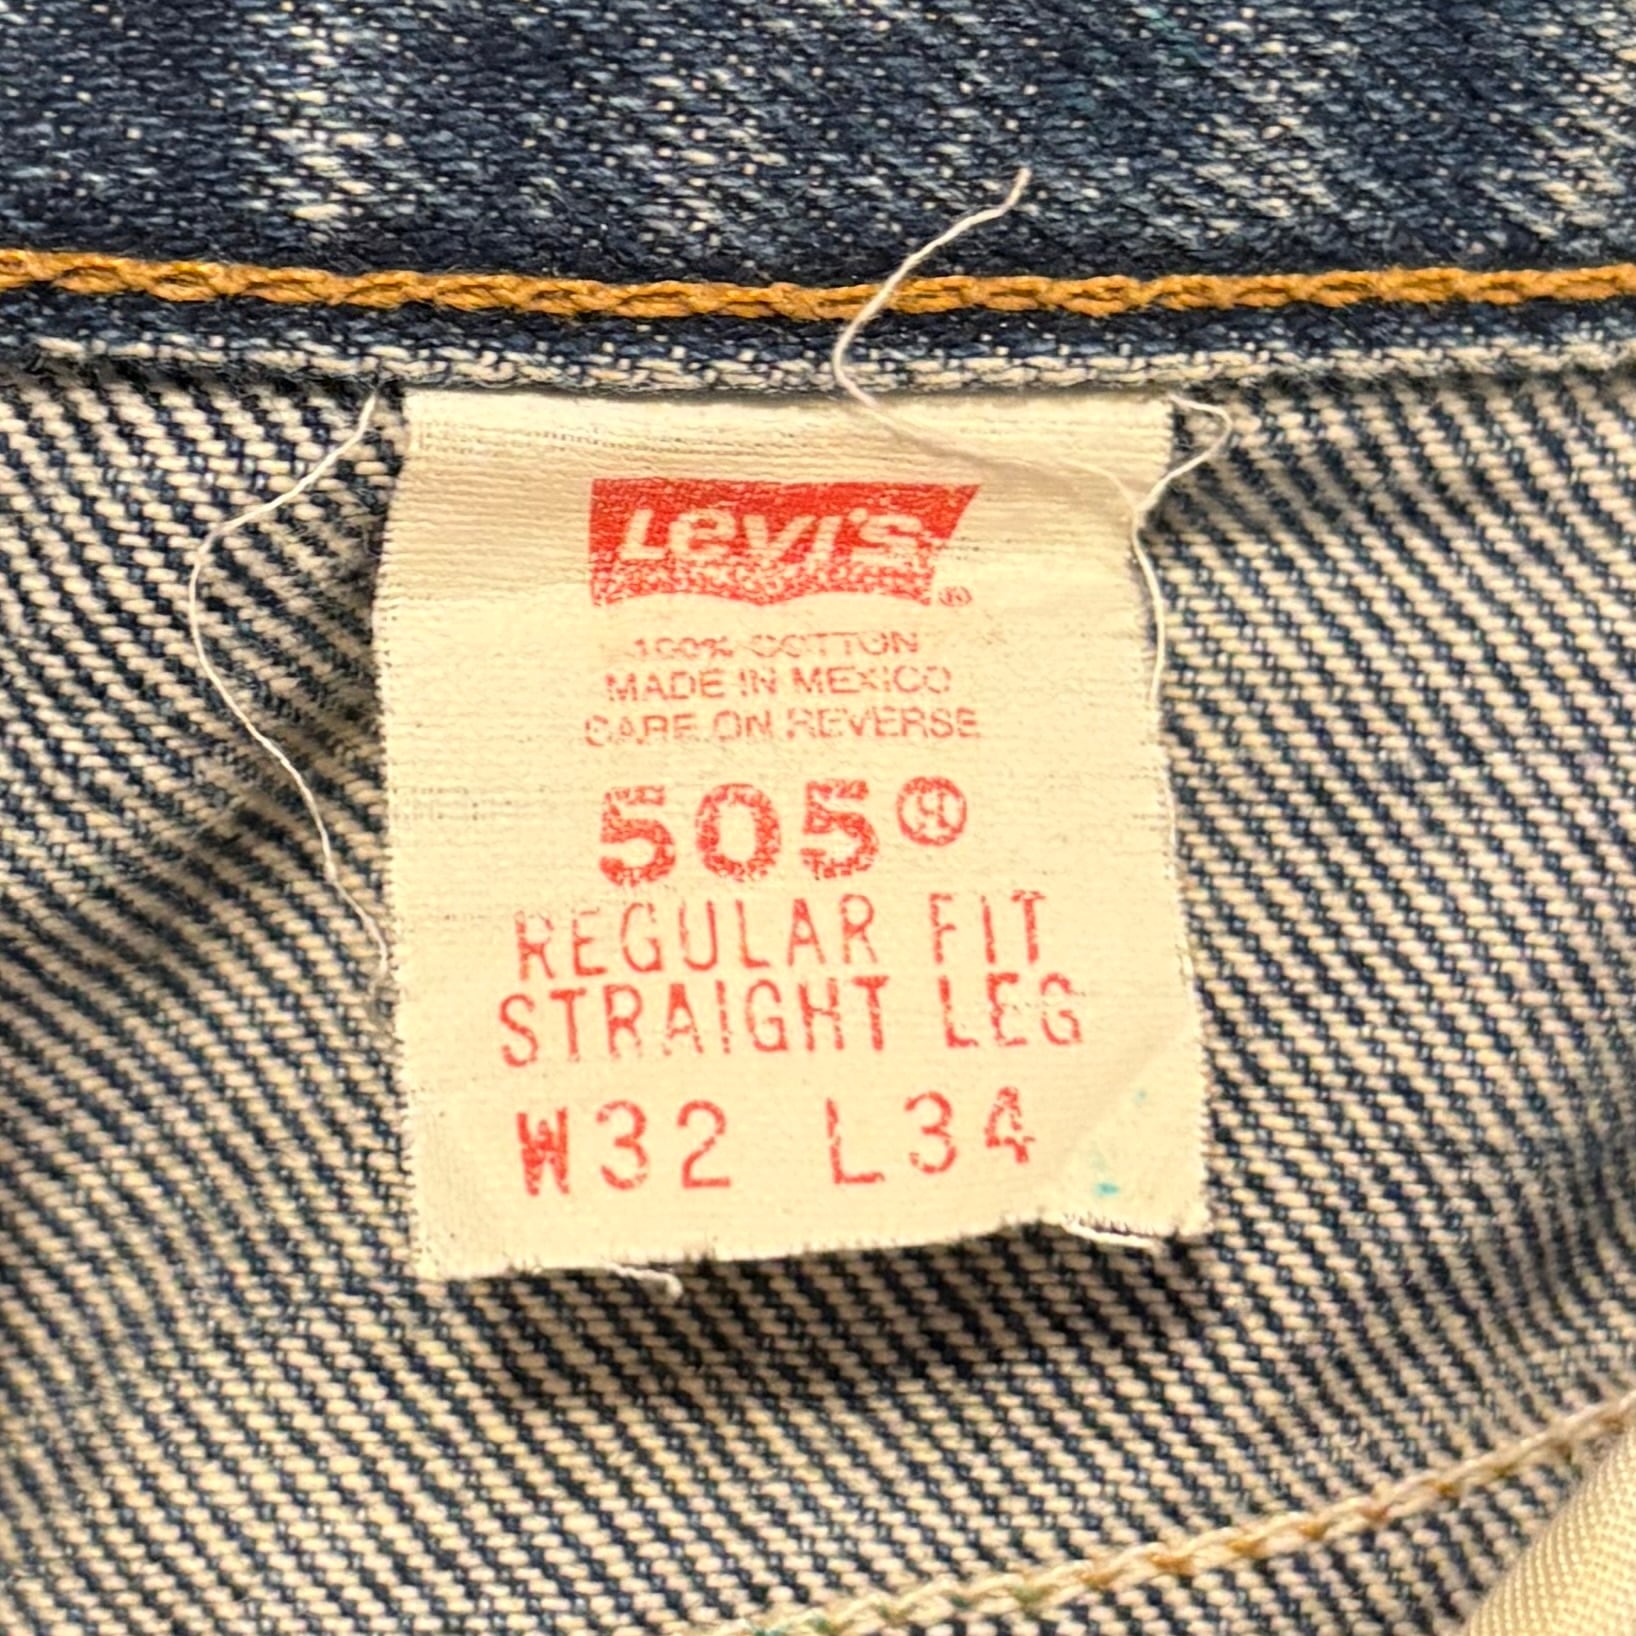 Levi's®
100% COTTON
MADE IN MEXICO
CARE ON REVERSE
505®
REGULAR FIT
STRAIGHT LEG
W32 L34